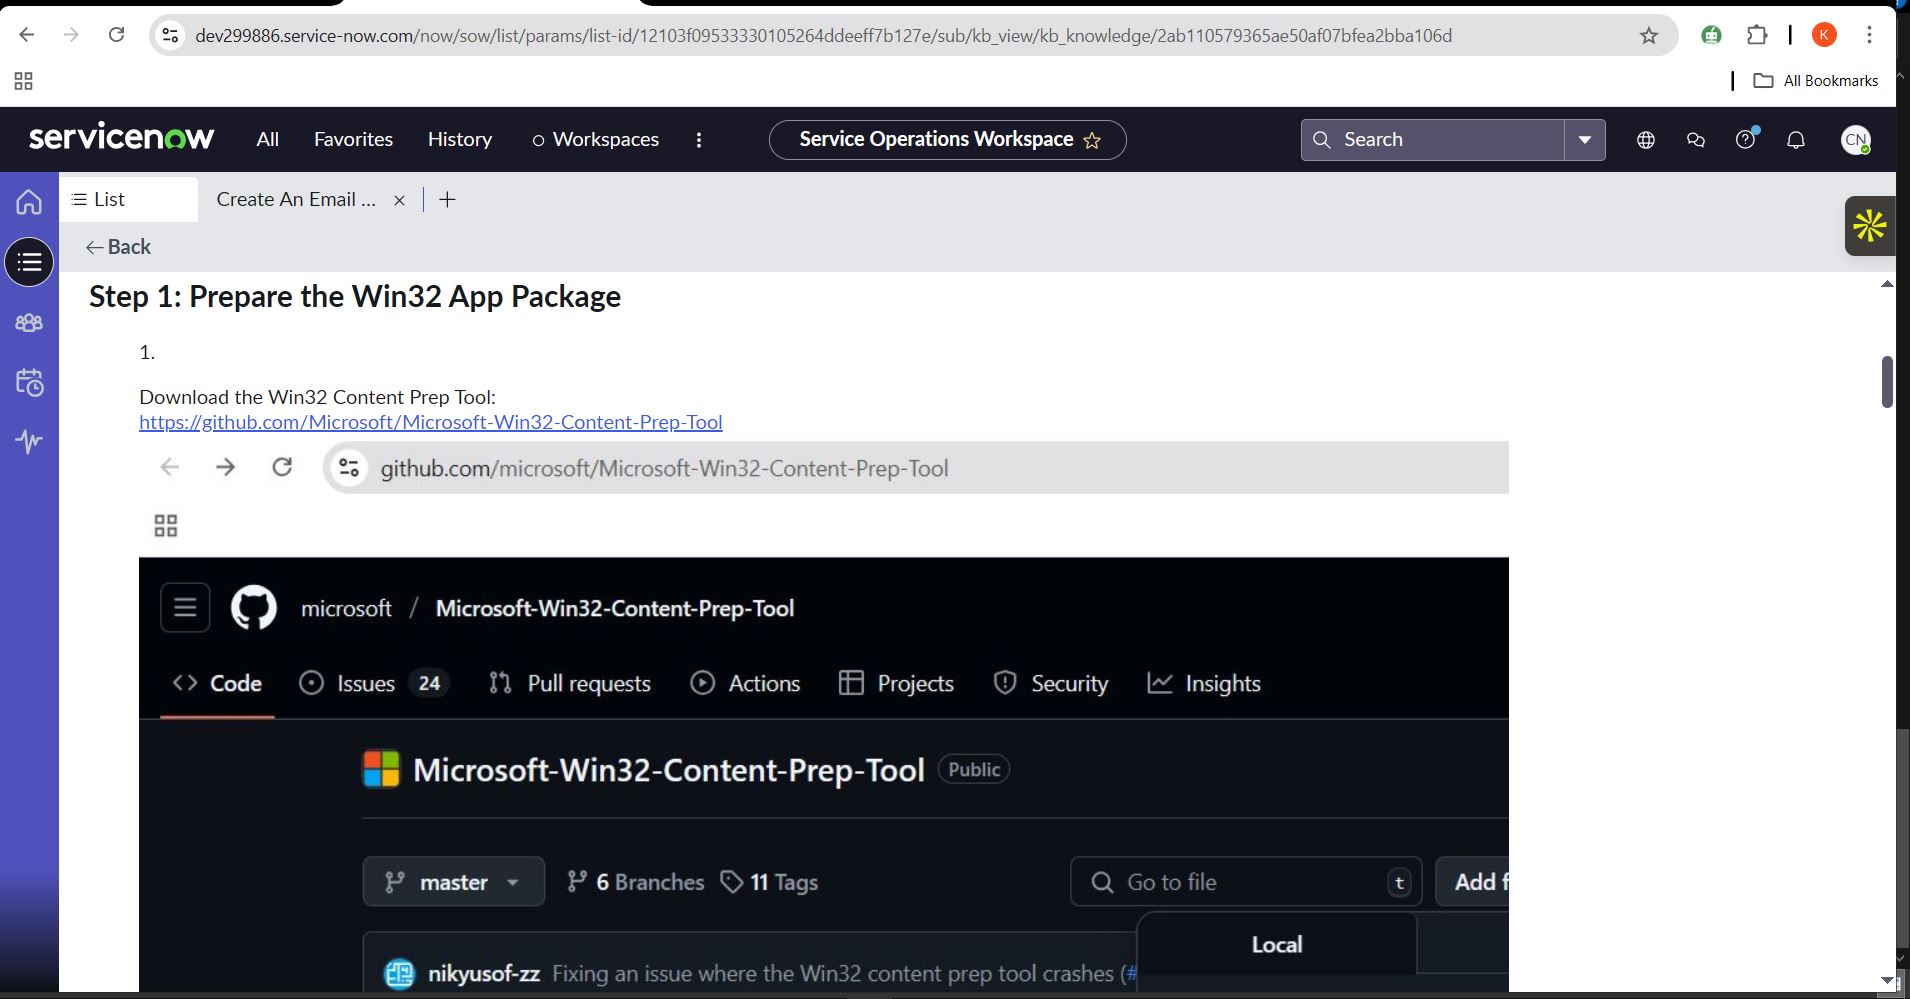 dev299886.service-now.com/now/sow/list/params/list-id/12103f09533330105264ddeeff7b127e/sub/kb_view/kb_knowledge/2ab110579365ae50af07bfea2bba106d
K
All Bookmarks
servicenow
All
Favorites
History
Workspaces
Service Operations Workspace
Search
CN
List
Create An Email ...
Back
Step 1: Prepare the Win32 App Package
1.
Download the Win32 Content Prep Tool:
https://github.com/Microsoft/Microsoft-Win32-Content-Prep-Tool
github.com/microsoft/Microsoft-Win32-Content-Prep-Tool
microsoft / Microsoft-Win32-Content-Prep-Tool
Code
Issues 24
Pull requests
Actions
Projects
Security
Insights
Microsoft-Win32-Content-Prep-Tool Public
master
6 Branches
11 Tags
Go to file
t
Add f
Local
nikyusof-zz Fixing an issue where the Win32 content prep tool crashes (#